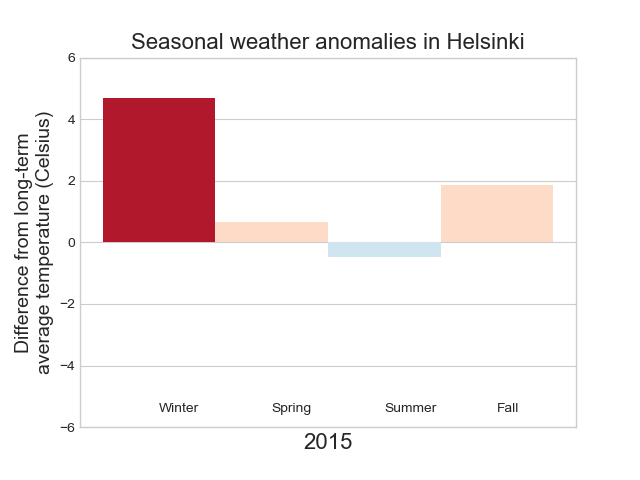 Seasonal weather anomalies in Helsinki
Difference from long-term
average temperature (Celsius)
6
4
2
0
−2
−4
−6
Winter
Spring
Summer
Fall
2015